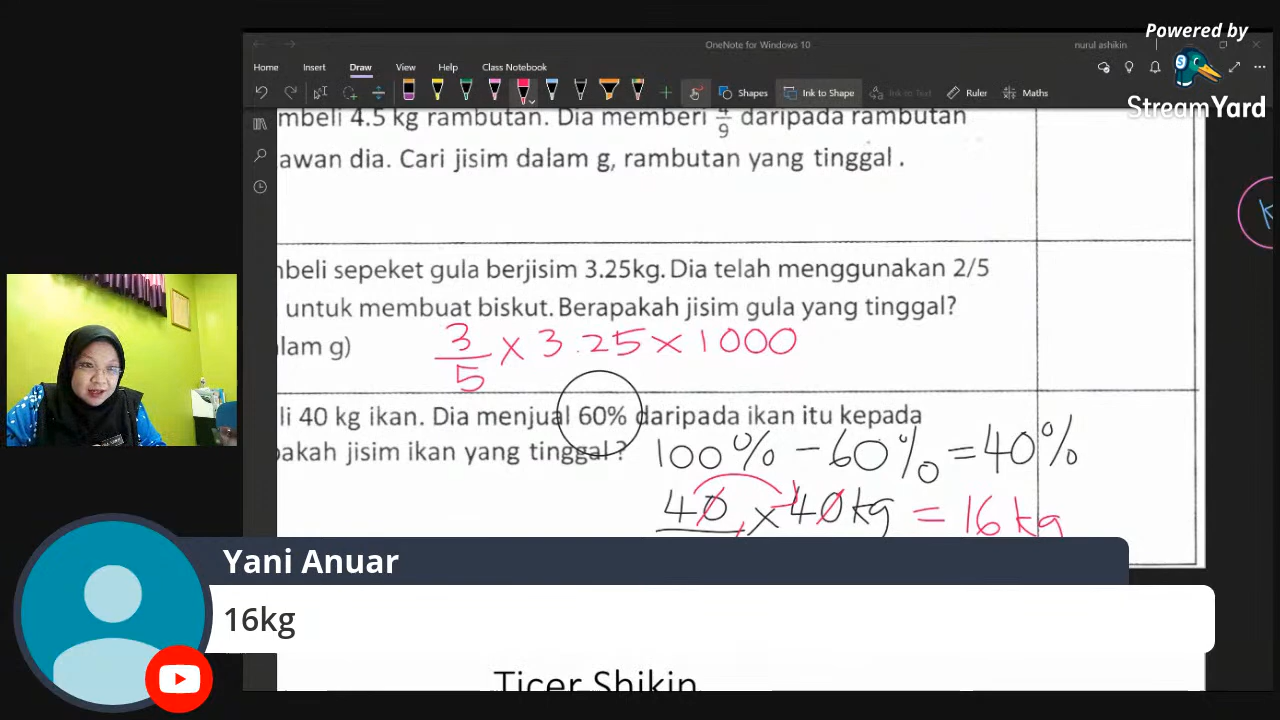 Powered by
StreamYard
OneNote for Windows 10
nurul ashikin
Home Insert Draw View Help Class Notebook
Shapes Ink to Shape Ink to Text Ruler Maths
mbeli 4.5 kg rambutan. Dia memberi 4/9 daripada rambutan
awan dia. Cari jisim dalam g, rambutan yang tinggal .
beli sepeket gula berjisim 3.25kg. Dia telah menggunakan 2/5
untuk membuat biskut. Berapakah jisim gula yang tinggal?
lam g)
3/5 × 3.25 × 1000
li 40 kg ikan. Dia menjual 60% daripada ikan itu kepada
akah jisim ikan yang tinggal ?
100% - 60% = 40%
40 × 40kg = 16 kg
K
Yani Anuar
16kg
Ticer Shikin